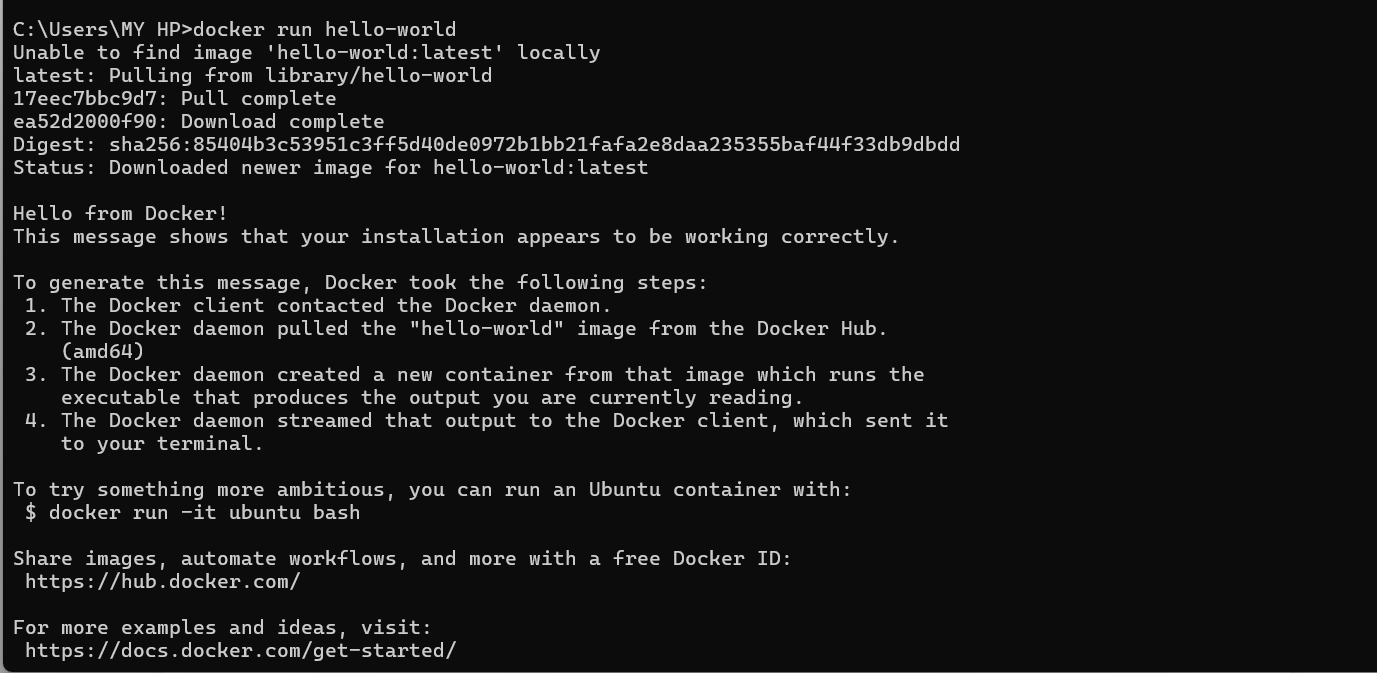 C:\Users\MY HP>docker run hello-world
Unable to find image 'hello-world:latest' locally
latest: Pulling from library/hello-world
17eec7bbc9d7: Pull complete
ea52d2000f90: Download complete
Digest: sha256:85404b3c53951c3ff5d40de0972b1bb21fafa2e8daa235355baf44f33db9dbdd
Status: Downloaded newer image for hello-world:latest
Hello from Docker!
This message shows that your installation appears to be working correctly.
To generate this message, Docker took the following steps:
1. The Docker client contacted the Docker daemon.
2. The Docker daemon pulled the "hello-world" image from the Docker Hub.
(amd64)
3. The Docker daemon created a new container from that image which runs the
executable that produces the output you are currently reading.
4. The Docker daemon streamed that output to the Docker client, which sent it
to your terminal.
To try something more ambitious, you can run an Ubuntu container with:
$ docker run -it ubuntu bash
Share images, automate workflows, and more with a free Docker ID:
https://hub.docker.com/
For more examples and ideas, visit:
https://docs.docker.com/get-started/